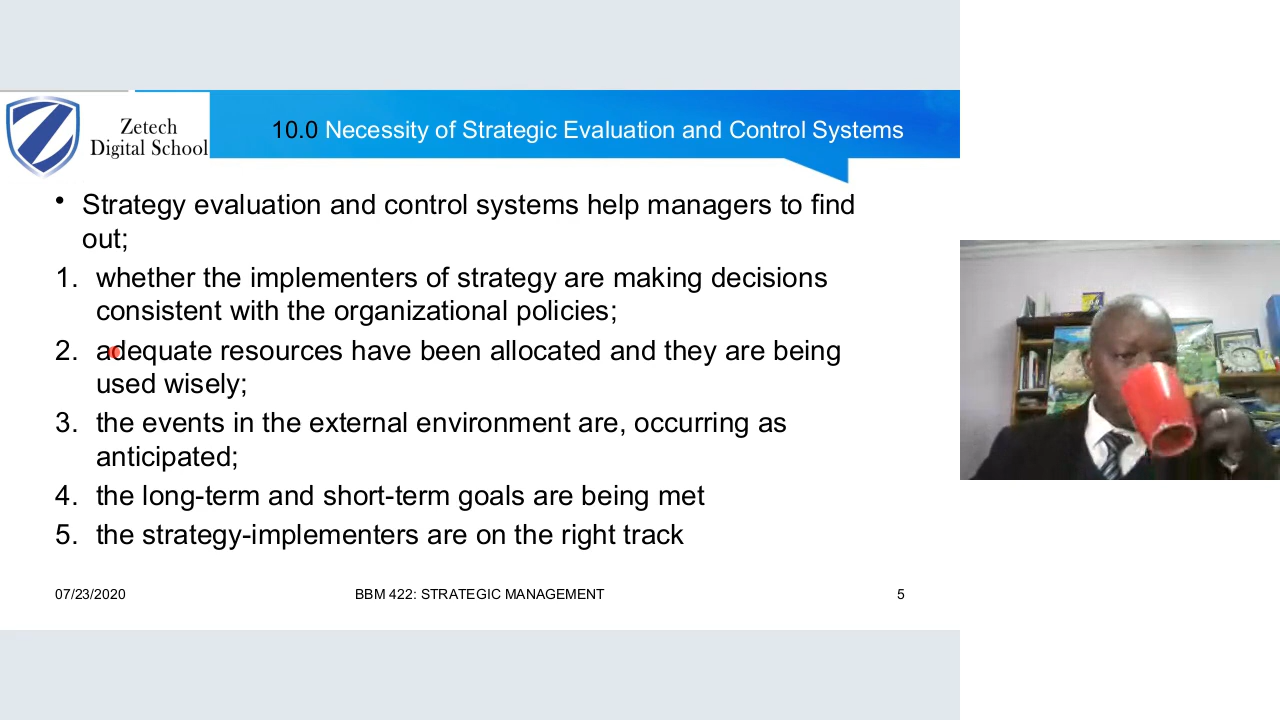 Zetech
Digital School
10.0 Necessity of Strategic Evaluation and Control Systems
• Strategy evaluation and control systems help managers to find
out;
1. whether the implementers of strategy are making decisions
consistent with the organizational policies;
2. adequate resources have been allocated and they are being
used wisely;
3. the events in the external environment are, occurring as
anticipated;
4. the long-term and short-term goals are being met
5. the strategy-implementers are on the right track
07/23/2020
BBM 422: STRATEGIC MANAGEMENT
5